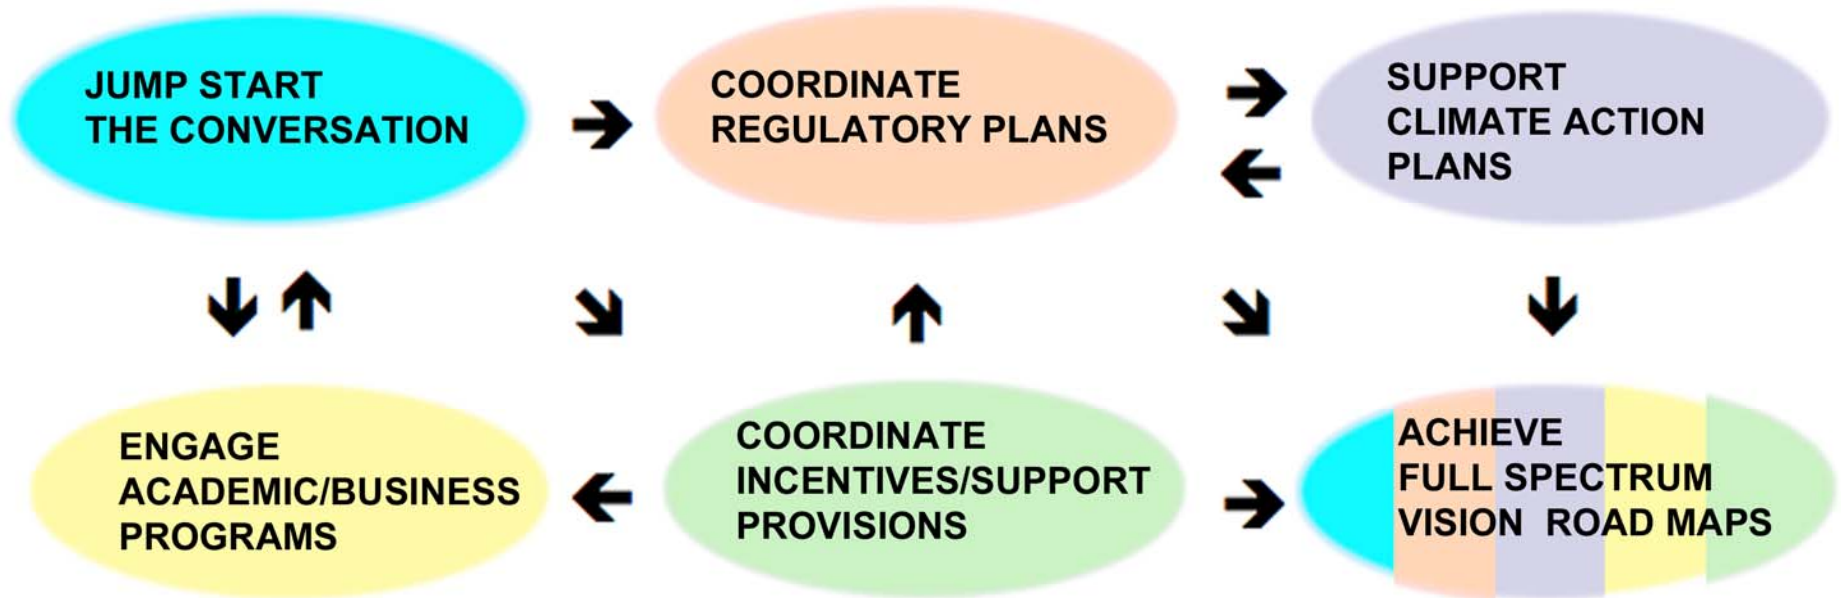 JUMP START
THE CONVERSATION
COORDINATE
REGULATORY PLANS
SUPPORT
CLIMATE ACTION
PLANS
ENGAGE
ACADEMIC/BUSINESS
PROGRAMS
COORDINATE
INCENTIVES/SUPPORT
PROVISIONS
ACHIEVE
FULL SPECTRUM
VISION ROAD MAPS